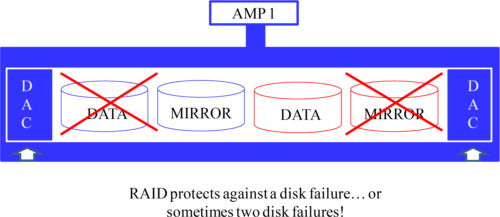 AMP 1
D
A
C
DATA
MIRROR
DATA
MIRROR
D
A
C
RAID protects against a disk failure… or
sometimes two disk failures!